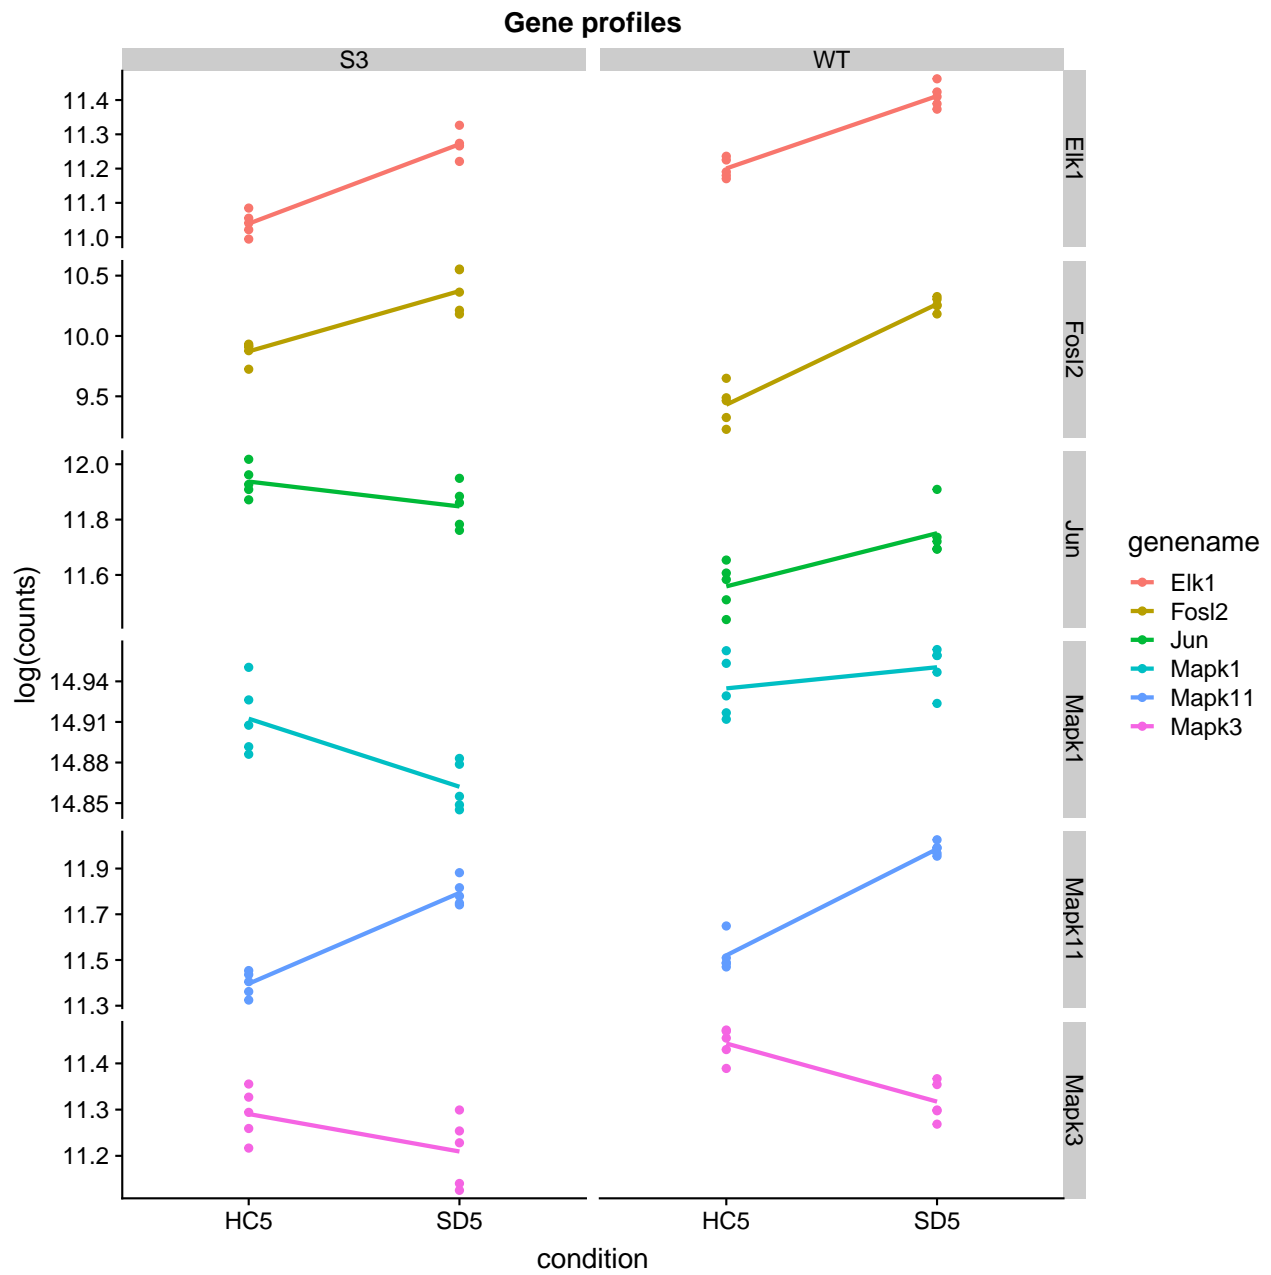 Gene profiles
S3 WT
11.4
11.3
11.2
11.1
11.0
Elk1
10.5
10.0
9.5
Fosl2
12.0
11.8
11.6
Jun
14.94
14.91
14.88
14.85
Mapk1
11.9
11.7
11.5
11.3
Mapk11
11.4
11.3
11.2
Mapk3
log(counts)
HC5 SD5 HC5 SD5
condition
genename
Elk1
Fosl2
Jun
Mapk1
Mapk11
Mapk3